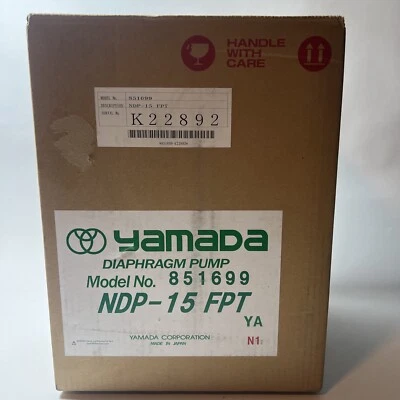 HANDLE
WITH
CARE
851699
NDP-15 FPT
K22892
YAMADA
DIAPHRAGM PUMP
Model No. 851699
NDP-15 FPT
YA
YAMADA CORPORATION
MADE IN JAPAN
N1